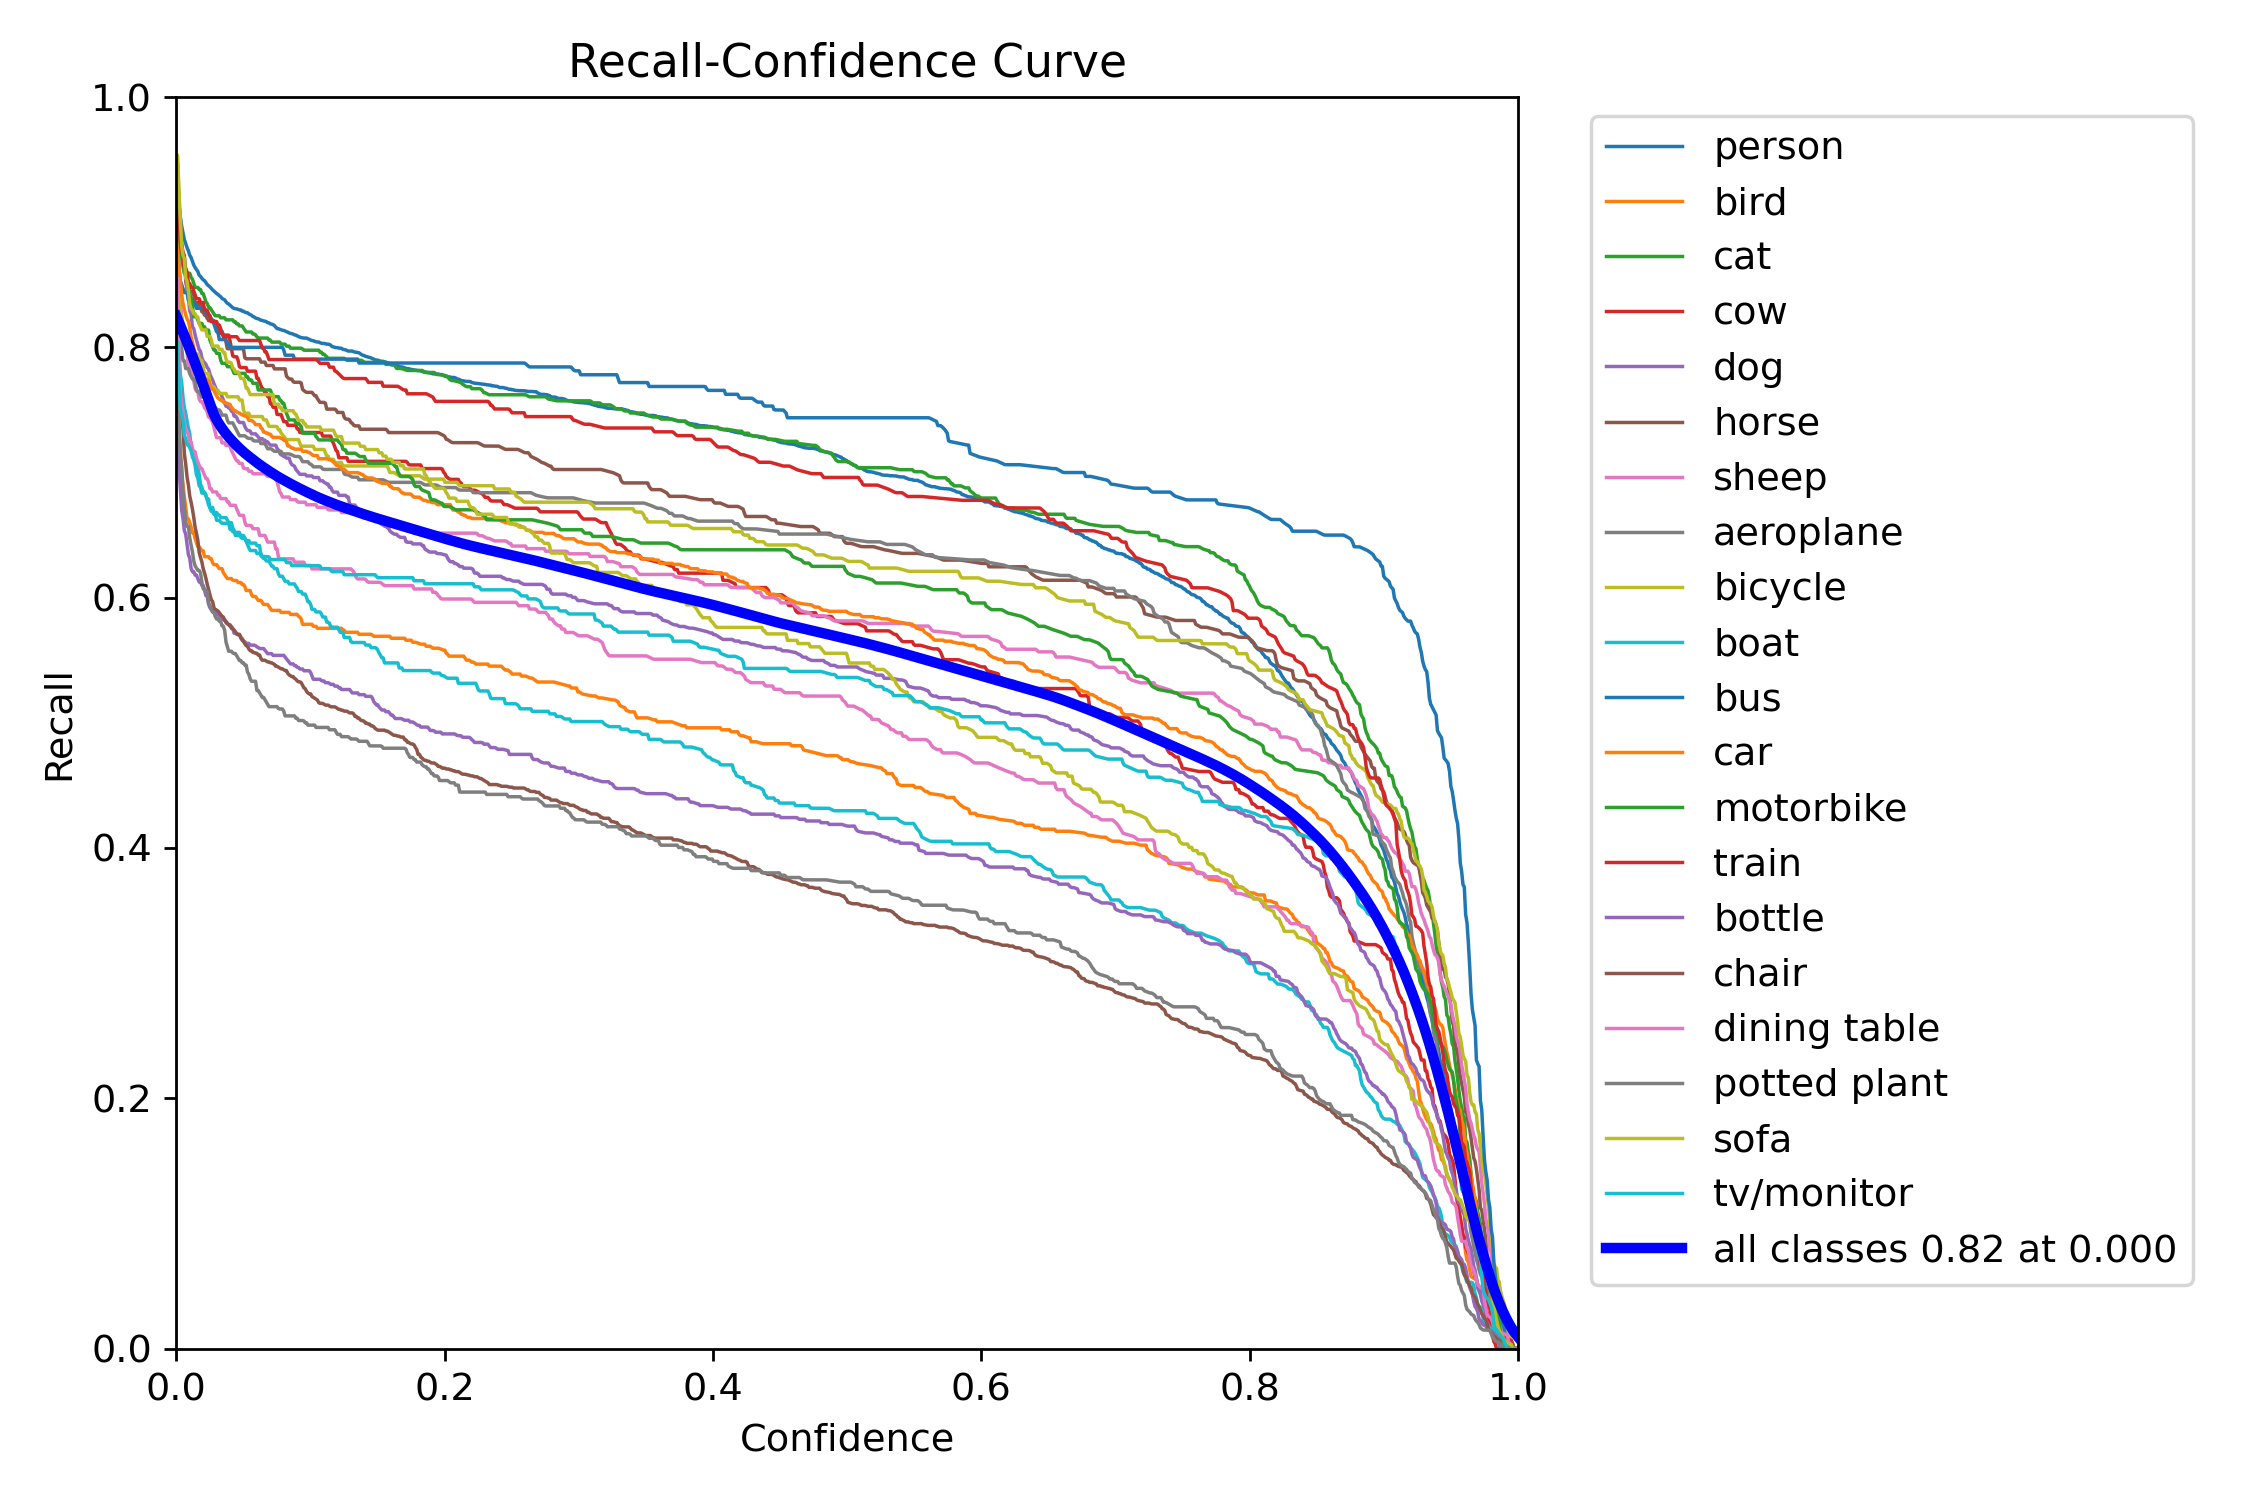 Recall-Confidence Curve
1.0
0.8
0.6
0.4
0.2
0.0
Recall
0.0 0.2 0.4 0.6 0.8 1.0
Confidence
person
bird
cat
cow
dog
horse
sheep
aeroplane
bicycle
boat
bus
car
motorbike
train
bottle
chair
dining table
potted plant
sofa
tv/monitor
all classes 0.82 at 0.000